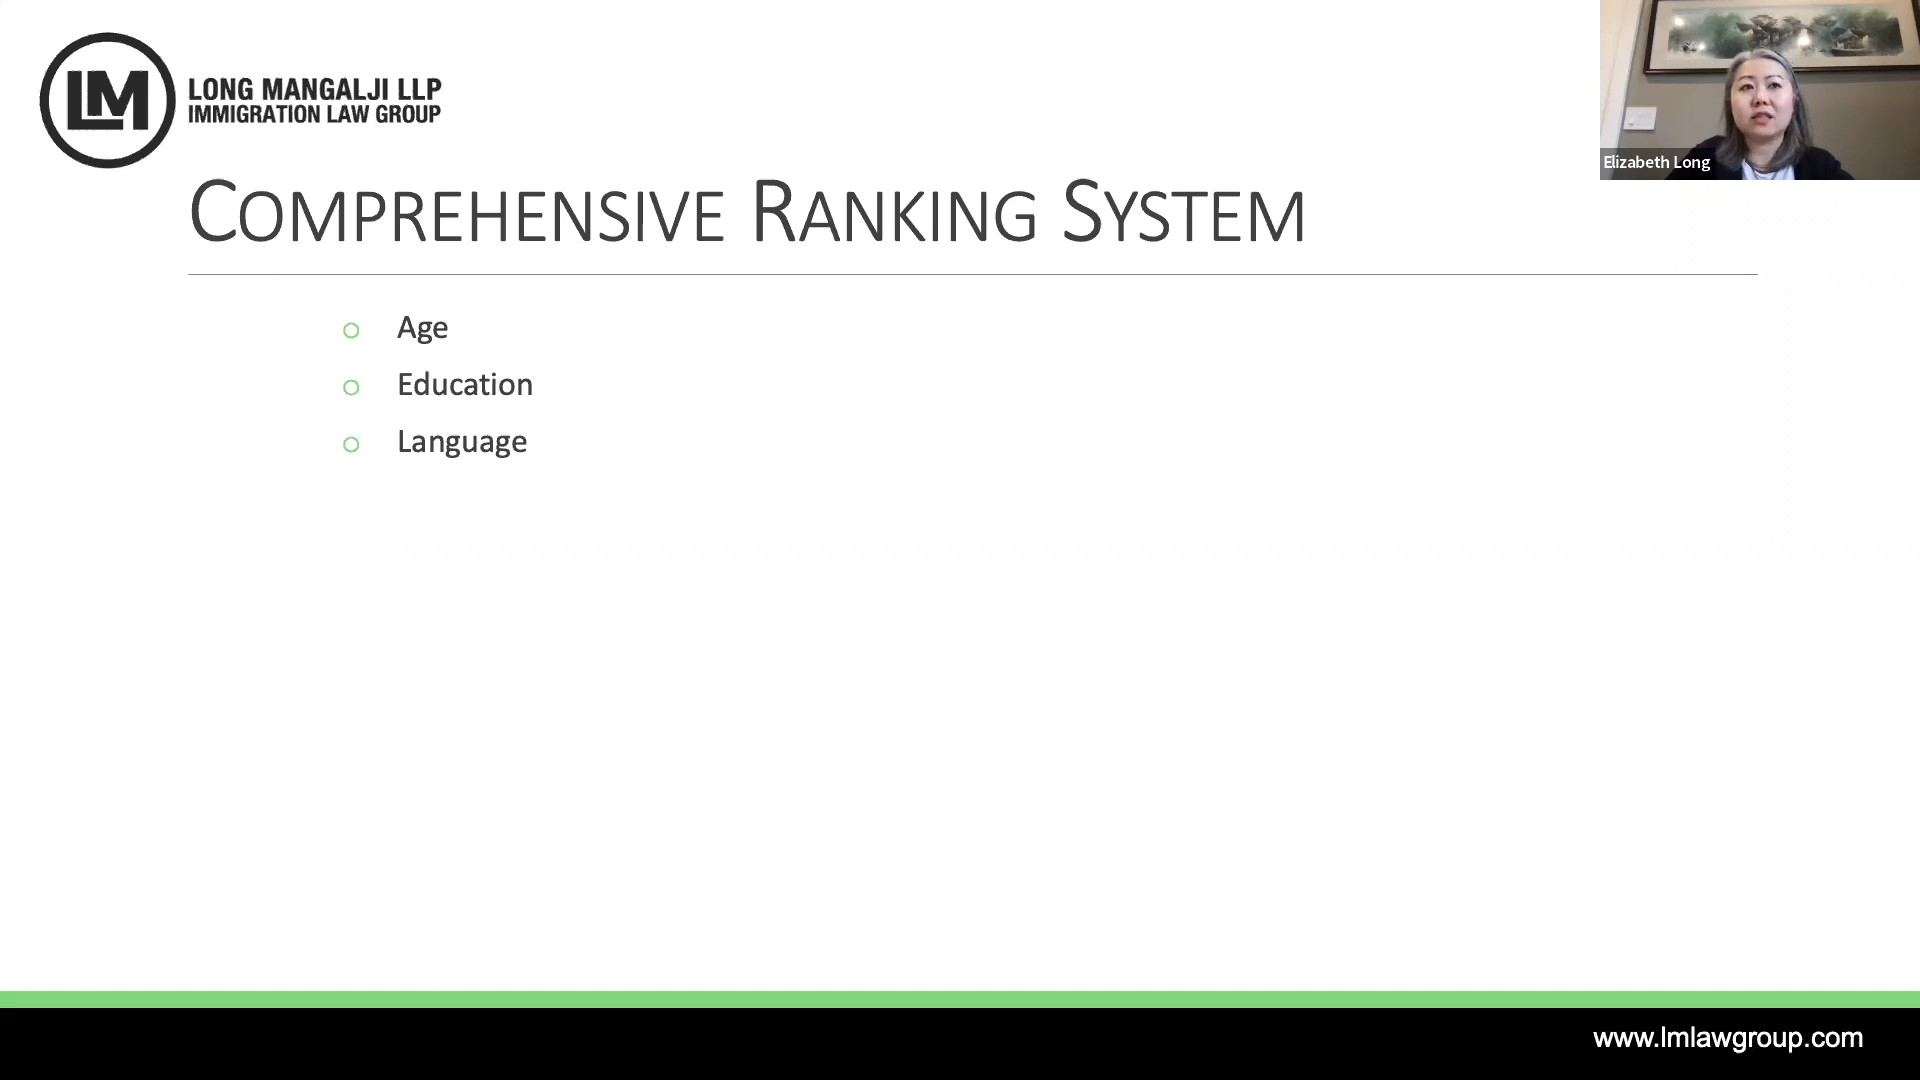 LM
LONG MANGALJI LLP
IMMIGRATION LAW GROUP
Elizabeth Long
COMPREHENSIVE RANKING SYSTEM
Age
Education
Language
www.lmlawgroup.com